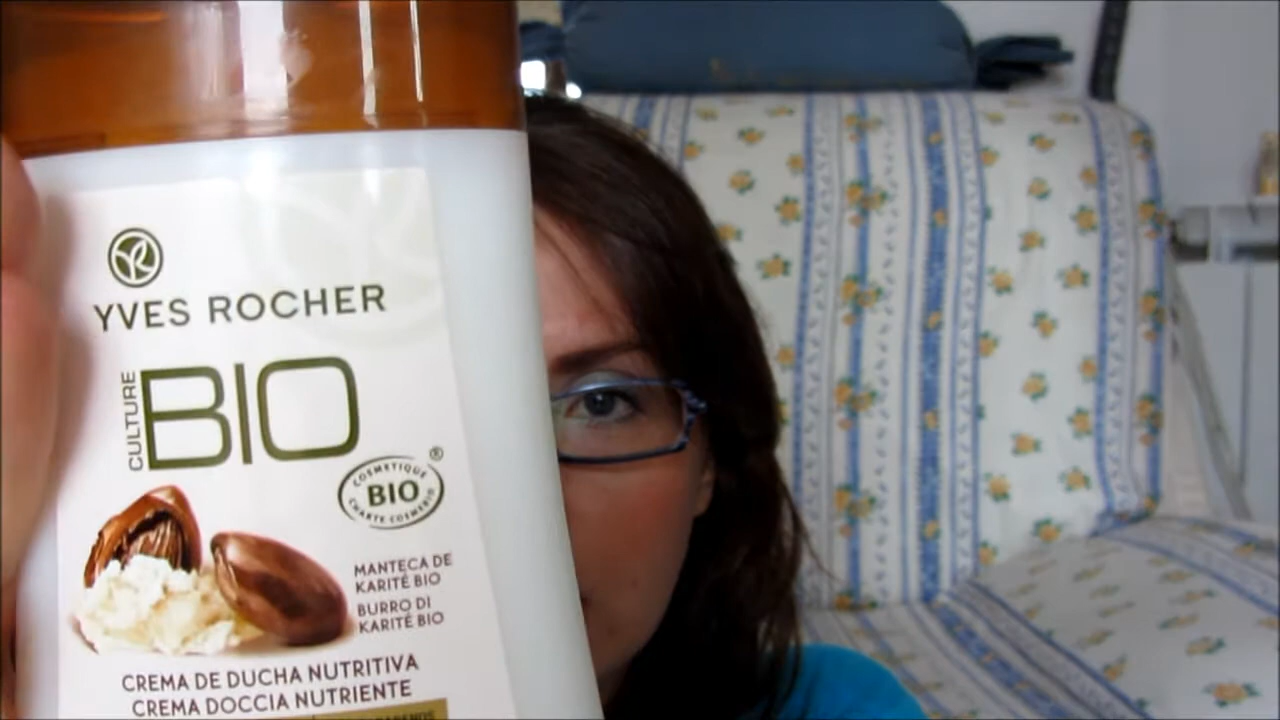 YVES ROCHER
CULTURE
BIO
COSMETIQUE
BIO
CHARTE COSMEBIO
®
MANTECA DE
KARITÉ BIO
BURRO DI
KARITÉ BIO
CREMA DE DUCHA NUTRITIVA
CREMA DOCCIA NUTRIENTE